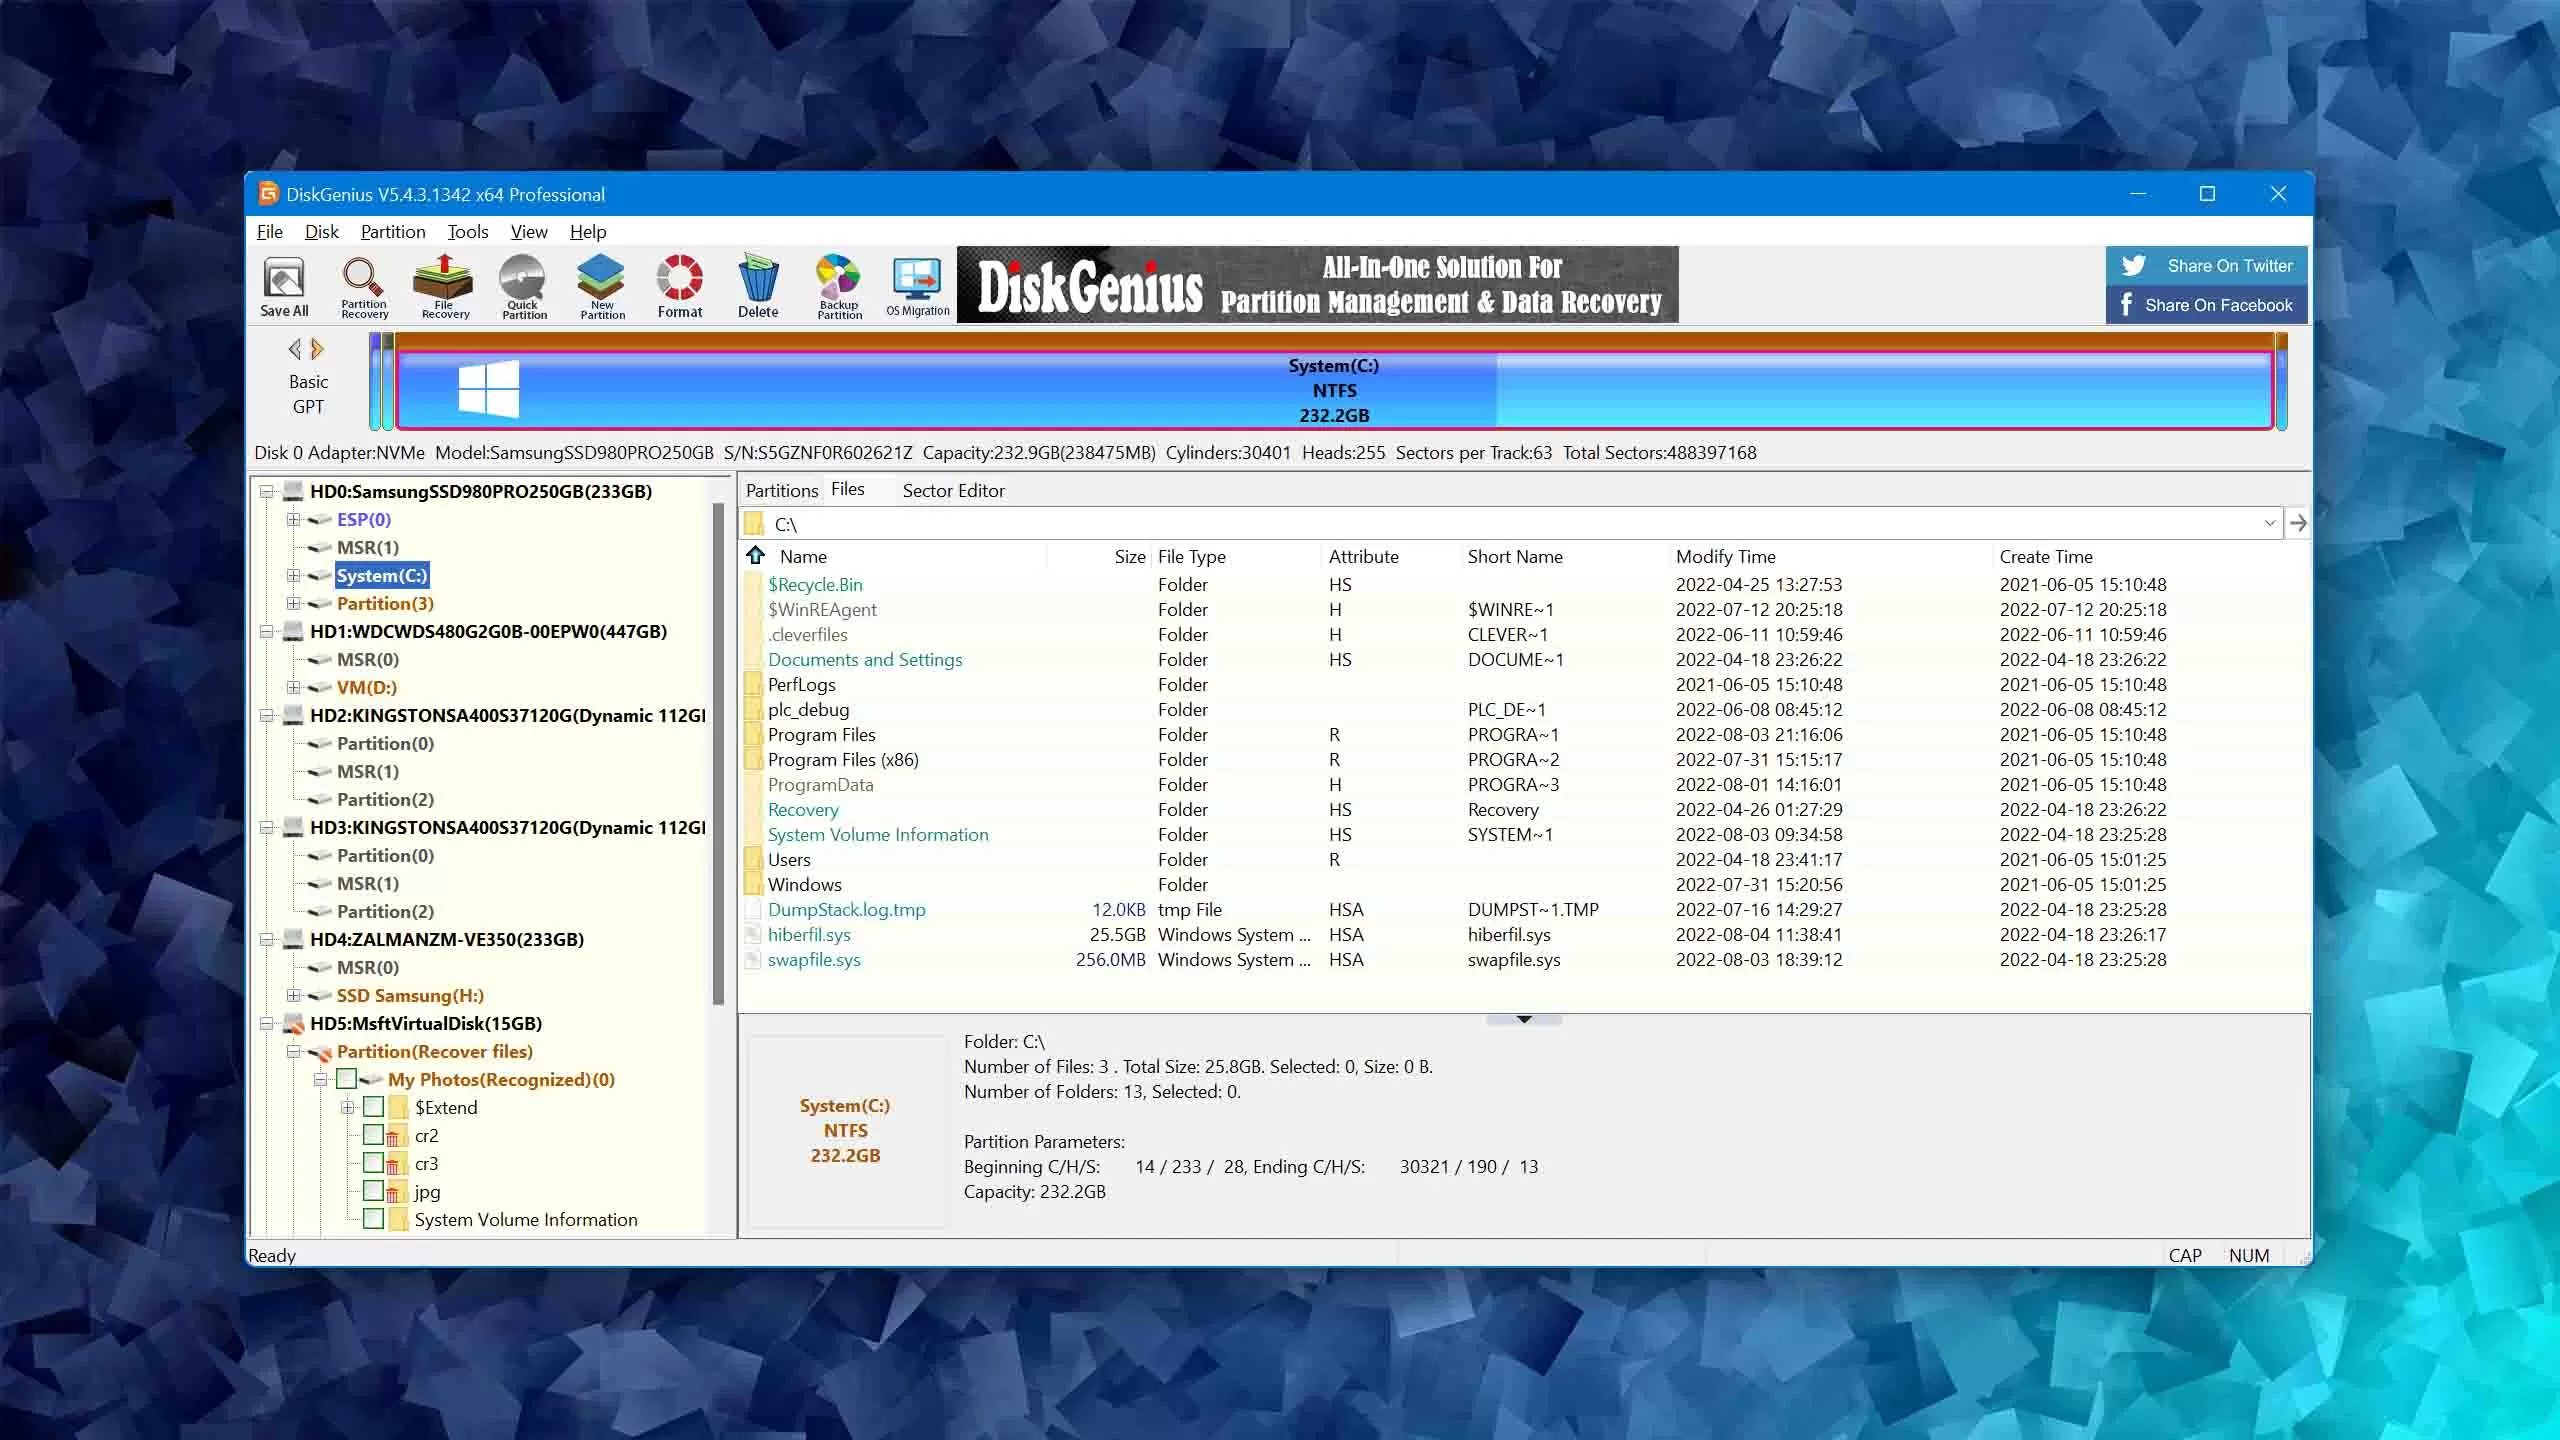 DiskGenius V5.4.3.1342 x64 Professional
File Disk Partition Tools View Help
Save All
Partition Recovery
File Recovery
Quick Partition
New Partition
Format
Delete
Backup Partition
OS Migration
DiskGenius
All-In-One Solution For
Partition Management & Data Recovery
Share On Twitter
Share On Facebook
Basic
GPT
System(C:)
NTFS
232.2GB
Disk 0 Adapter:NVMe Model:SamsungSSD980PRO250GB S/N:S5GZNF0R602621Z Capacity:232.9GB(238475MB) Cylinders:30401 Heads:255 Sectors per Track:63 Total Sectors:488397168
HD0:SamsungSSD980PRO250GB(233GB)
ESP(0)
MSR(1)
System(C:)
Partition(3)
HD1:WDCWDS480G2G0B-00EPW0(447GB)
MSR(0)
VM(D:)
HD2:KINGSTONSA400S37120G(Dynamic 112GI
Partition(0)
MSR(1)
Partition(2)
HD3:KINGSTONSA400S37120G(Dynamic 112GI
Partition(0)
MSR(1)
Partition(2)
HD4:ZALMANZM-VE350(233GB)
MSR(0)
SSD Samsung(H:)
HD5:MsftVirtualDisk(15GB)
Partition(Recover files)
My Photos(Recognized)(0)
$Extend
cr2
cr3
jpg
System Volume Information
Partitions Files Sector Editor
C:\
Name Size File Type Attribute Short Name Modify Time Create Time
$Recycle.Bin Folder HS 2022-04-25 13:27:53 2021-06-05 15:10:48
$WinREAgent Folder H $WINRE~1 2022-07-12 20:25:18 2022-07-12 20:25:18
.cleverfiles Folder H CLEVER~1 2022-06-11 10:59:46 2022-06-11 10:59:46
Documents and Settings Folder HS DOCUME~1 2022-04-18 23:26:22 2022-04-18 23:26:22
PerfLogs Folder 2021-06-05 15:10:48 2021-06-05 15:10:48
plc_debug Folder PLC_DE~1 2022-06-08 08:45:12 2022-06-08 08:45:12
Program Files Folder R PROGRA~1 2022-08-03 21:16:06 2021-06-05 15:10:48
Program Files (x86) Folder R PROGRA~2 2022-07-31 15:15:17 2021-06-05 15:10:48
ProgramData Folder H PROGRA~3 2022-08-01 14:16:01 2021-06-05 15:10:48
Recovery Folder HS Recovery 2022-04-26 01:27:29 2022-04-18 23:26:22
System Volume Information Folder HS SYSTEM~1 2022-08-03 09:34:58 2022-04-18 23:25:28
Users Folder R 2022-04-18 23:41:17 2021-06-05 15:01:25
Windows Folder 2022-07-31 15:20:56 2021-06-05 15:01:25
DumpStack.log.tmp 12.0KB tmp File HSA DUMPST~1.TMP 2022-07-16 14:29:27 2022-04-18 23:25:28
hiberfil.sys 25.5GB Windows System ... HSA hiberfil.sys 2022-08-04 11:38:41 2022-04-18 23:26:17
swapfile.sys 256.0MB Windows System ... HSA swapfile.sys 2022-08-03 18:39:12 2022-04-18 23:25:28
System(C:)
NTFS
232.2GB
Folder: C:\
Number of Files: 3 . Total Size: 25.8GB. Selected: 0, Size: 0 B.
Number of Folders: 13, Selected: 0.
Partition Parameters:
Beginning C/H/S: 14 / 233 / 28, Ending C/H/S: 30321 / 190 / 13
Capacity: 232.2GB
Ready CAP NUM